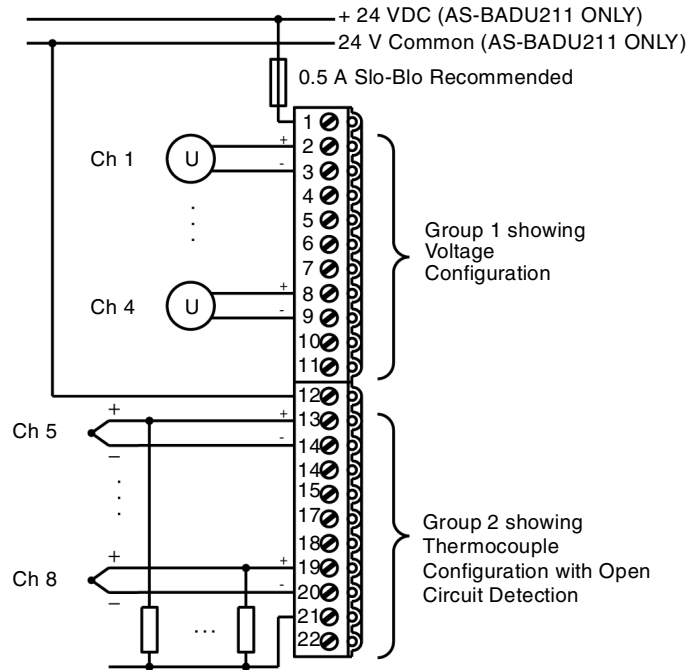 + 24 VDC (AS-BADU211 ONLY)
24 V Common (AS-BADU211 ONLY)
0.5 A Slo-Blo Recommended
1
Ch 1
U
+
2
-
3
4
5
6
7
Ch 4
U
+
8
-
9
10
11
Group 1 showing
Voltage
Configuration
12
Ch 5
+
−
+
13
-
14
14
15
17
18
Ch 8
+
−
+
19
-
20
21
22
Group 2 showing
Thermocouple
Configuration with Open
Circuit Detection